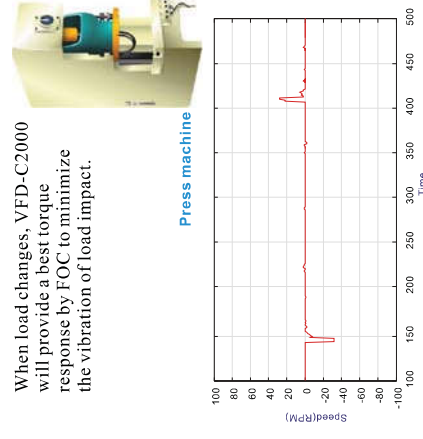 When load changes, VFD-C2000
will provide a best torque
response by FOC to minimize
the vibration of load impact.
Press machine
Speed(RPM)
100
80
60
40
20
0
-20
-40
-60
-80
-100
100
150
200
250
300
350
400
450
500
Time